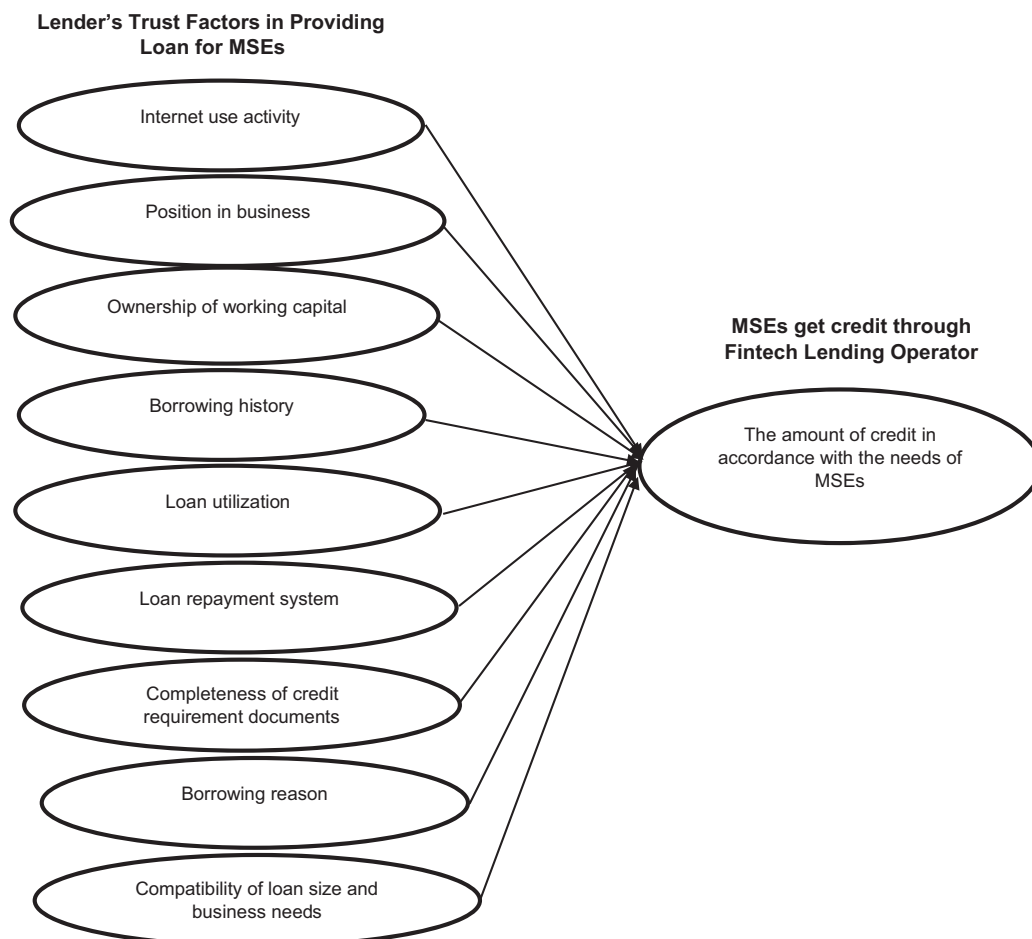 Lender's Trust Factors in Providing
Loan for MSEs
Internet use activity
Position in business
Ownership of working capital
Borrowing history
Loan utilization
Loan repayment system
Completeness of credit
requirement documents
Borrowing reason
Compatibility of loan size and
business needs
MSEs get credit through
Fintech Lending Operator
The amount of credit in
accordance with the needs of
MSEs